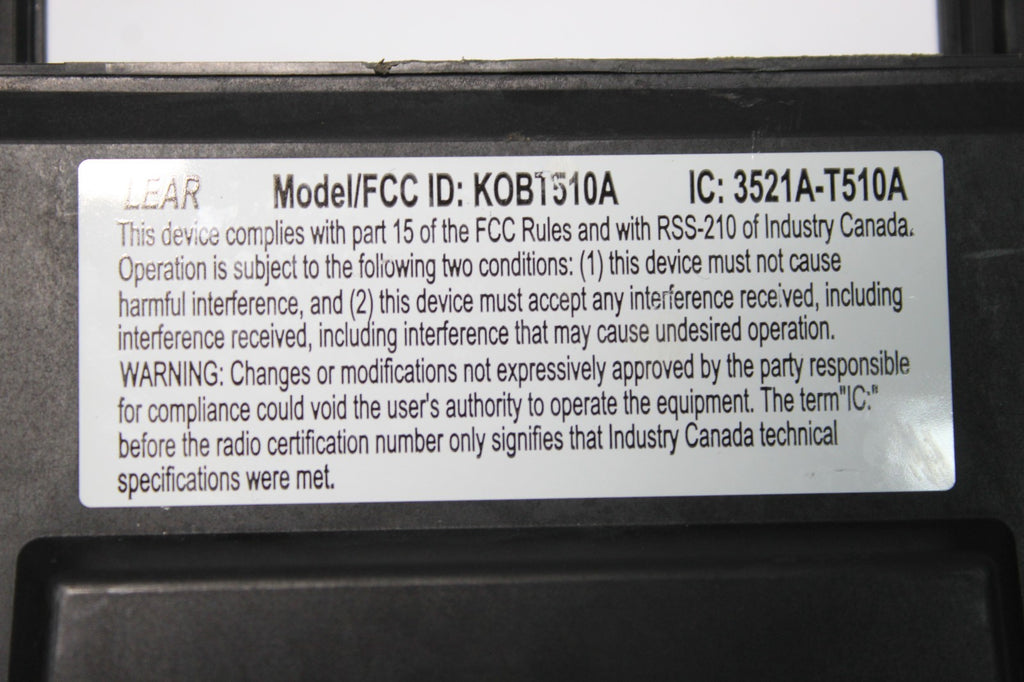 LEAR Model/FCC ID: KOBT510A IC: 3521A-T510A
This device complies with part 15 of the FCC Rules and with RSS-210 of Industry Canada.
Operation is subject to the following two conditions: (1) this device must not cause
harmful interference, and (2) this device must accept any interference received, including
interference received, including interference that may cause undesired operation.
WARNING: Changes or modifications not expressively approved by the party responsible
for compliance could void the user's authority to operate the equipment. The term"IC:"
before the radio certification number only signifies that Industry Canada technical
specifications were met.